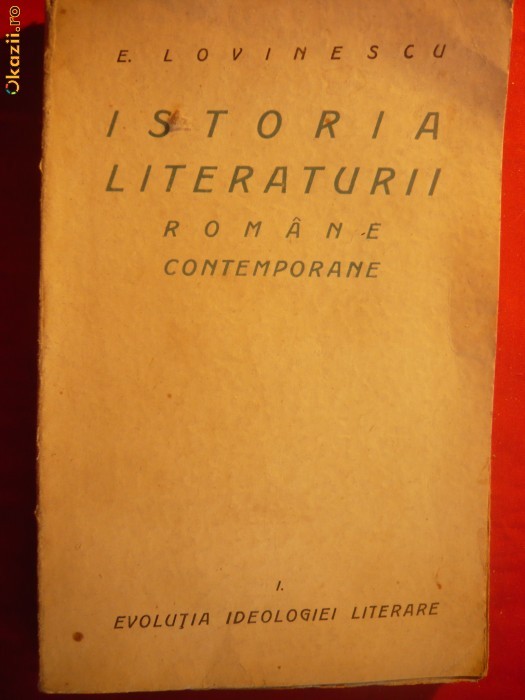 Okazii.ro
E. LOVINESCU
ISTORIA
LITERATURII
ROMÂNE
CONTEMPORANE
I.
EVOLUȚIA IDEOLOGIEI LITERARE